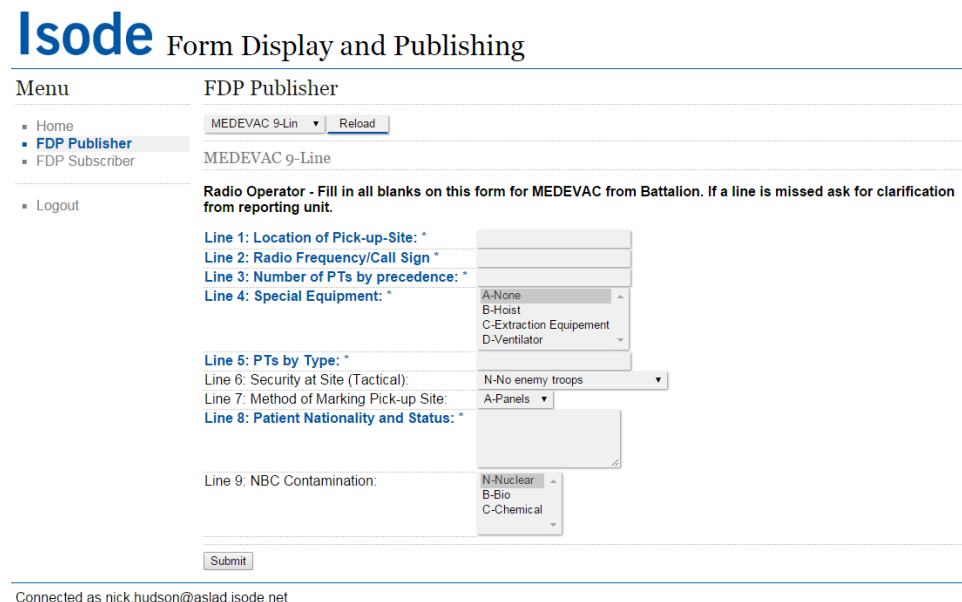 Isode Form Display and Publishing
Menu
Home
FDP Publisher
FDP Subscriber
Logout
FDP Publisher
MEDEVAC 9-Lin ▼ Reload
MEDEVAC 9-Line
Radio Operator - Fill in all blanks on this form for MEDEVAC from Battalion. If a line is missed ask for clarification
from reporting unit.
Line 1: Location of Pick-up-Site: *
Line 2: Radio Frequency/Call Sign *
Line 3: Number of PTs by precedence: *
Line 4: Special Equipment: *
A-None
B-Hoist
C-Extraction Equipement
D-Ventilator
Line 5: PTs by Type: *
Line 6: Security at Site (Tactical): N-No enemy troops ▼
Line 7: Method of Marking Pick-up Site: A-Panels ▼
Line 8: Patient Nationality and Status: *
Line 9: NBC Contamination:
N-Nuclear
B-Bio
C-Chemical
Submit
Connected as nick.hudson@aslad.isode.net